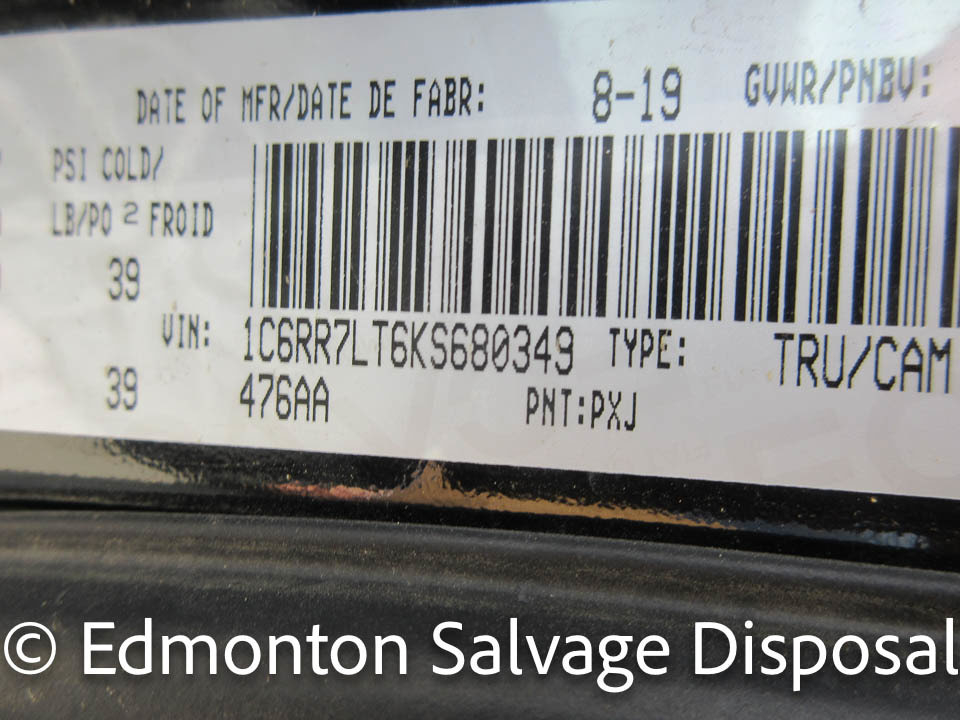 DATE OF MFR/DATE DE FABR: 8-19 GVWR/PNBV:
PSI COLD/
LB/PO 2 FROID
39
VIN: 1C6RR7LT6KS680349 TYPE: TRU/CAM
39 476AA PNT:PXJ
© Edmonton Salvage Disposal